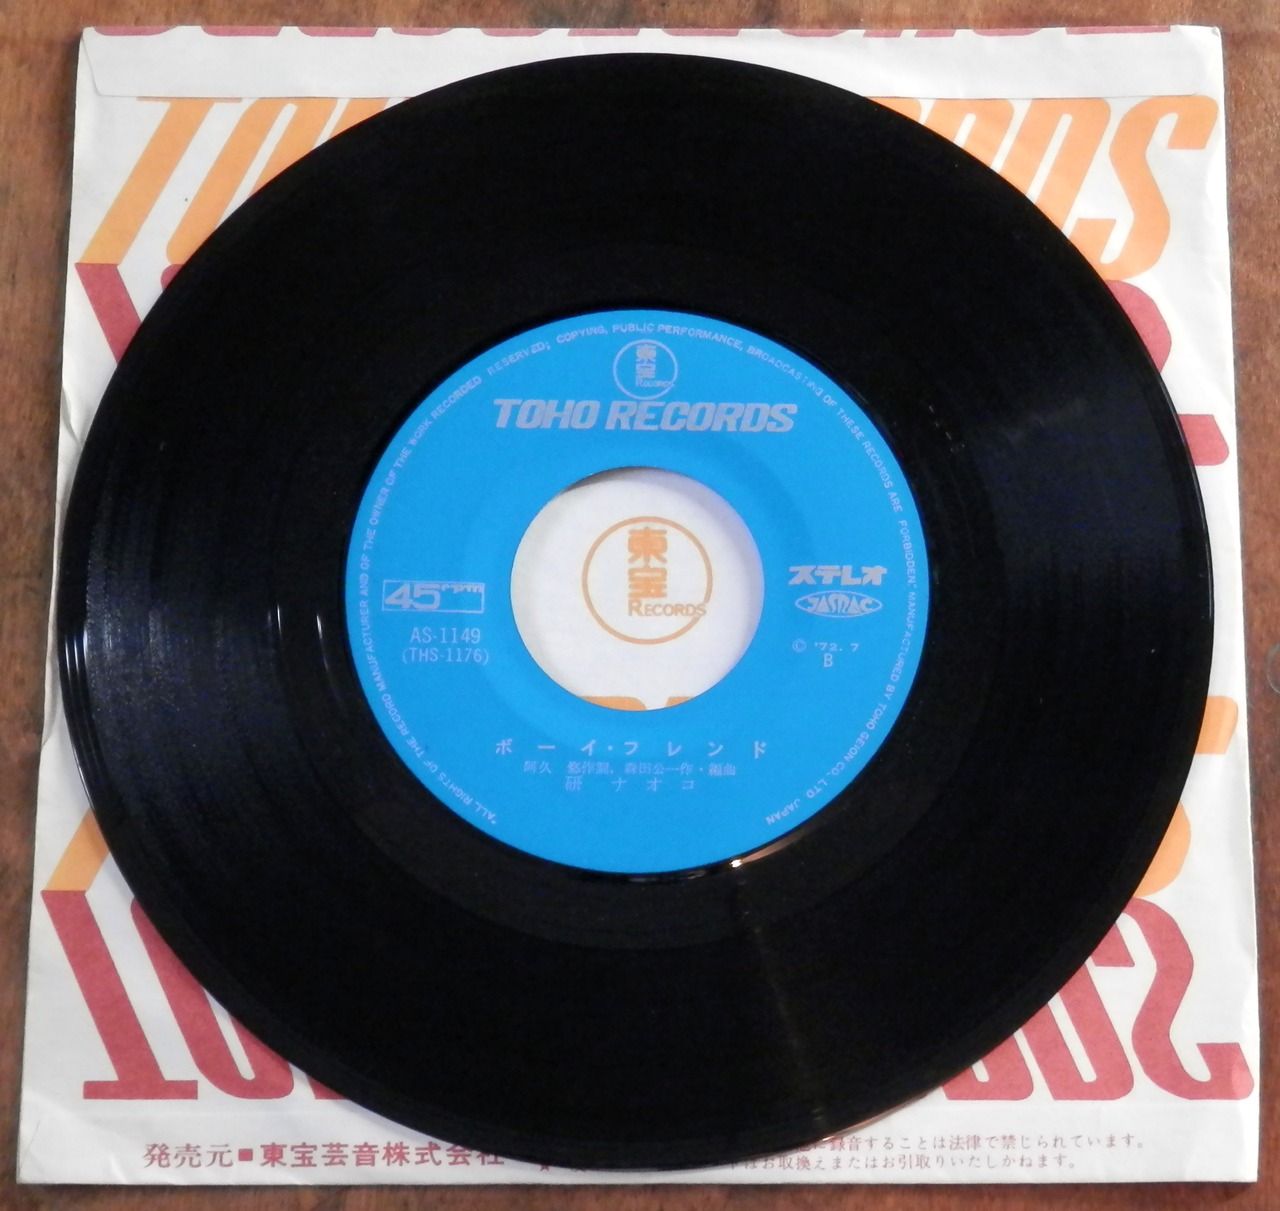 TOHO RECORDS
"ALL RIGHTS OF THE RECORD MANUFACTURER AND OF THE OWNER OF THE WORK RECORDED RESERVED; COPYING, PUBLIC PERFORMANCE, BROADCASTING OF THESE RECORDS ARE FORBIDDEN" MANUFACTURED BY TOHO GEION CO., LTD. JAPAN
東宝
RECORDS
TOHO RECORDS
東宝
RECORDS
45rpm
AS-1149
(THS-1176)
ステレオ
JASRAC
© '72. 7
B
ボーイ・フレンド
阿久 悠作詞, 森田公一作・編曲
研 ナオコ
発売元■東宝芸音株式会社
録音することは法律で禁じられています。
はお取換えまたはお引取りいたしかねます。